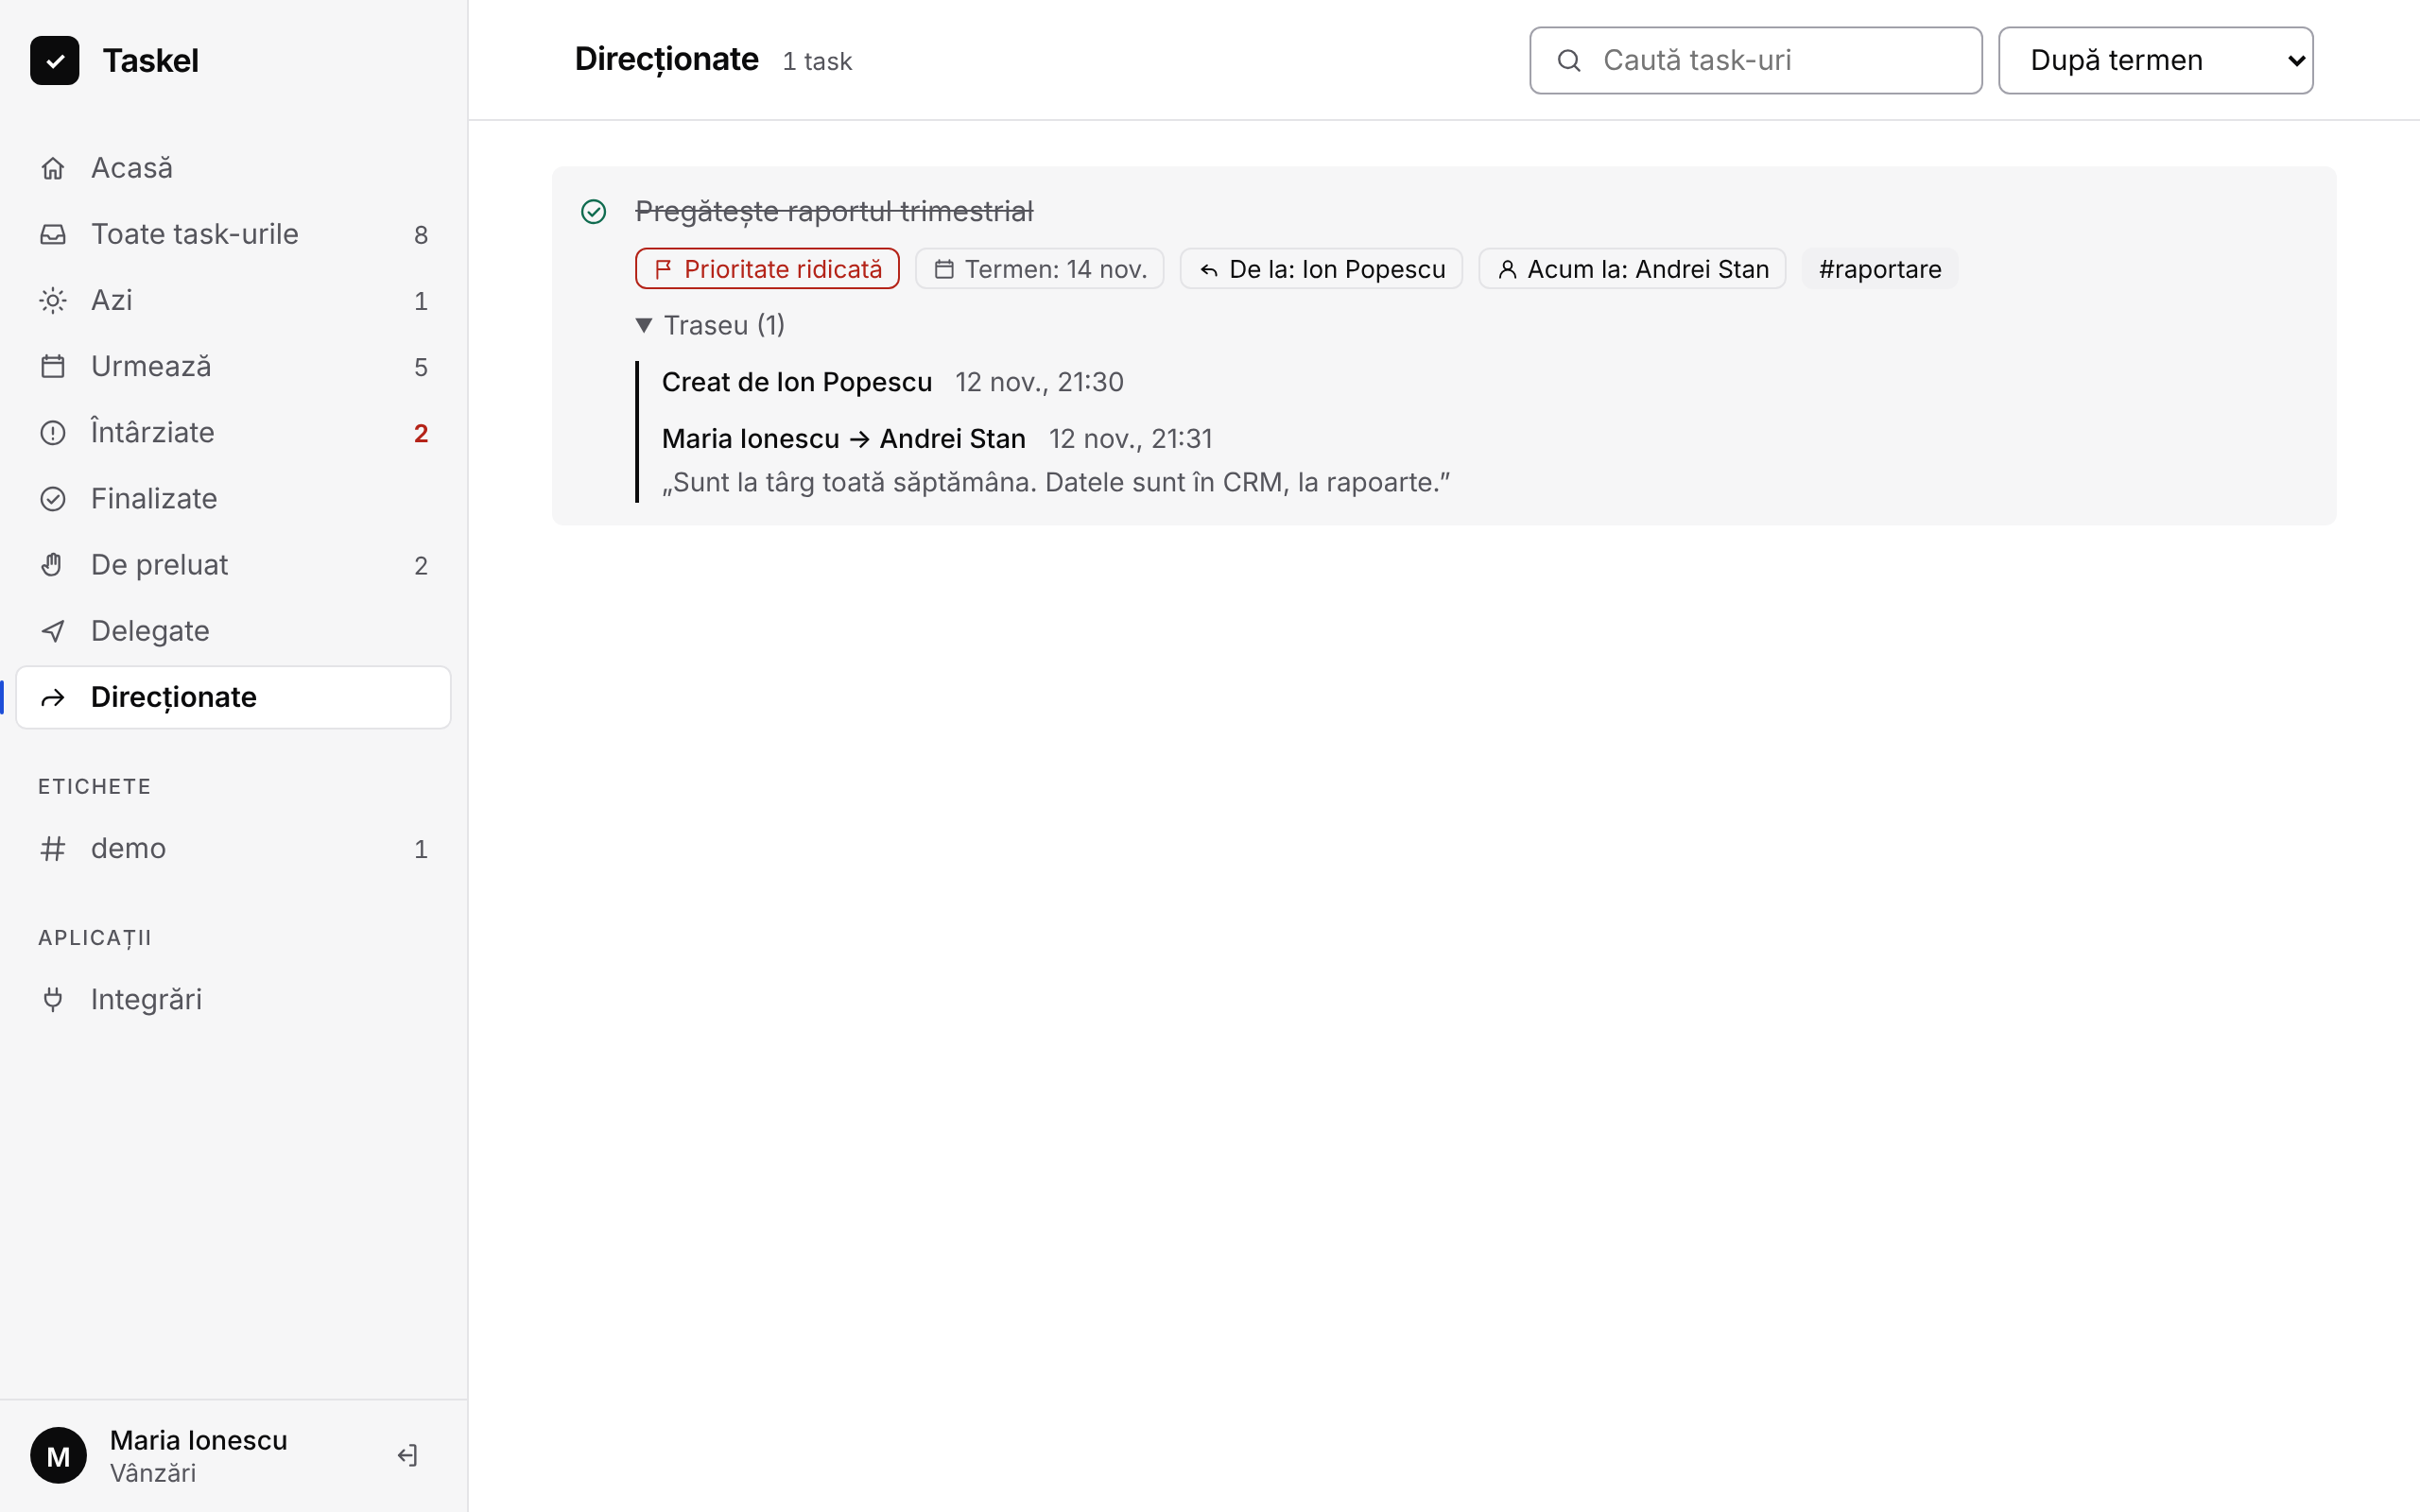 Taskel
Acasă
Toate task-urile 8
Azi 1
Urmează 5
Întârziate 2
Finalizate
De preluat 2
Delegate
Direcționate
ETICHETE
demo 1
APLICAȚII
Integrări
M
Maria Ionescu
Vânzări
Direcționate 1 task
Caută task-uri
După termen
Pregătește raportul trimestrial
Prioritate ridicată Termen: 14 nov. De la: Ion Popescu Acum la: Andrei Stan #raportare
▼ Traseu (1)
Creat de Ion Popescu 12 nov., 21:30
Maria Ionescu → Andrei Stan 12 nov., 21:31
„Sunt la târg toată săptămâna. Datele sunt în CRM, la rapoarte.”